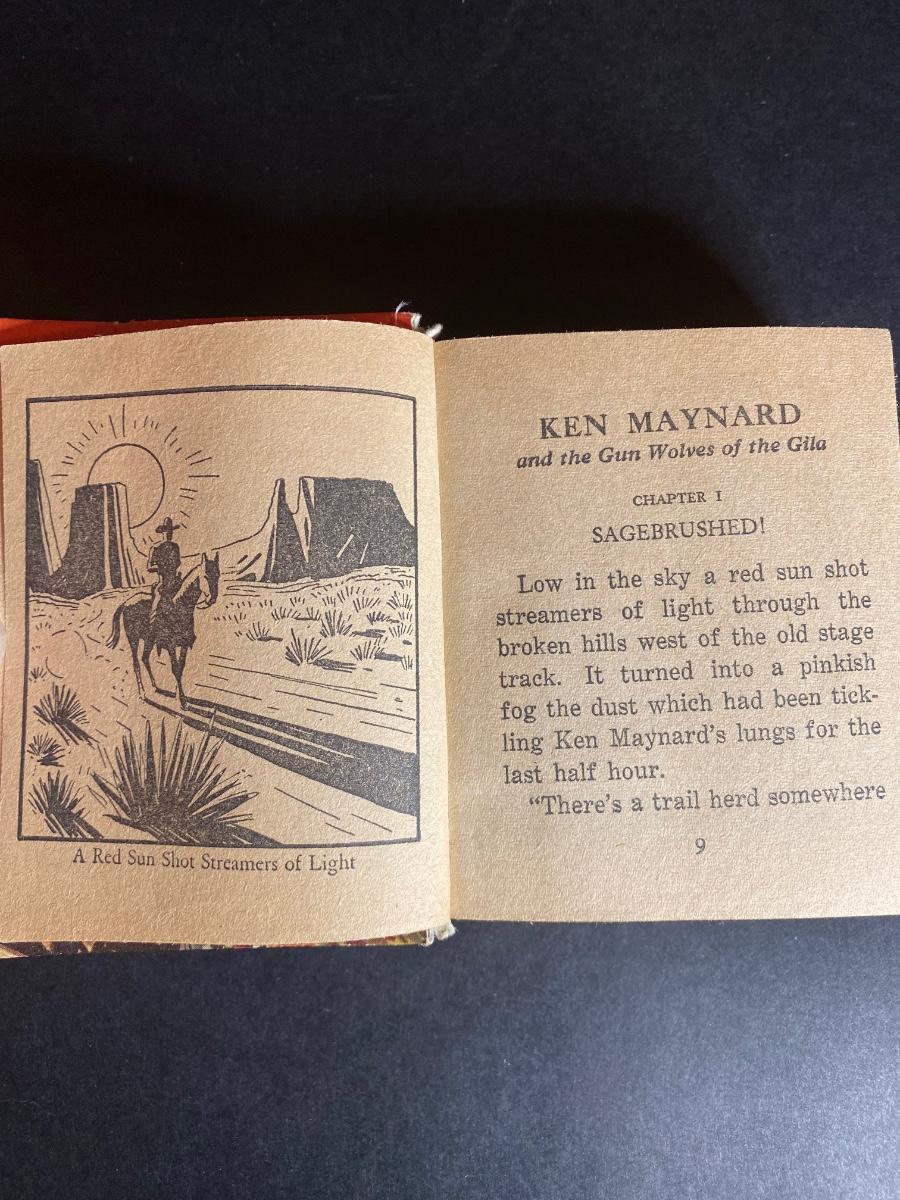 A Red Sun Shot Streamers of Light
KEN MAYNARD
and the Gun Wolves of the Gila
CHAPTER I
SAGEBRUSHED!
Low in the sky a red sun shot
streamers of light through the
broken hills west of the old stage
track. It turned into a pinkish
fog the dust which had been tick-
ling Ken Maynard's lungs for the
last half hour.
"There's a trail herd somewhere
9